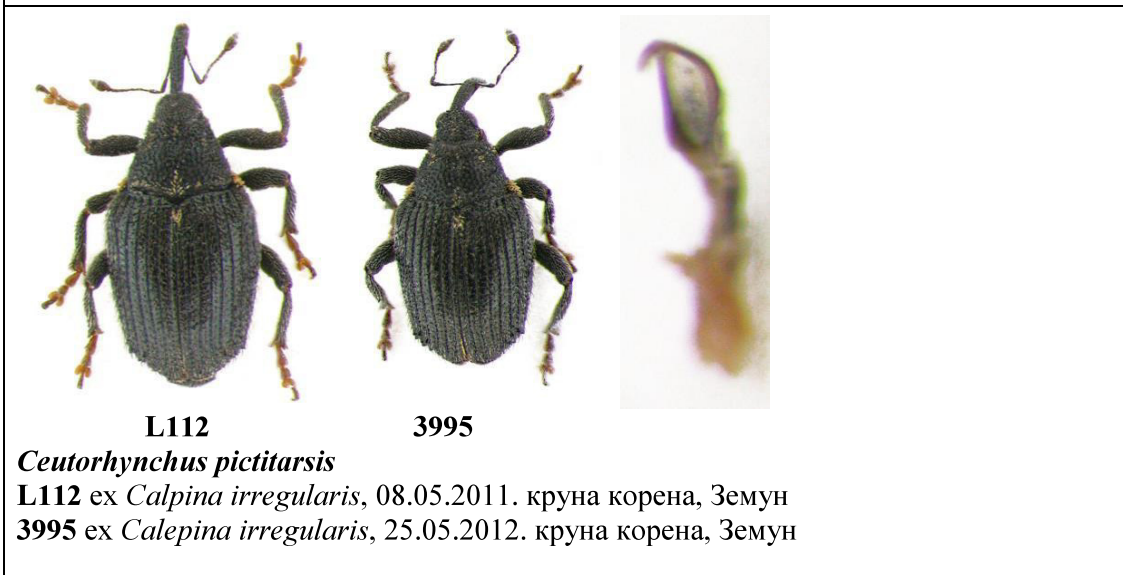 L112 3995
Ceutorhynchus pictitarsis
L112 ex Calpina irregularis, 08.05.2011. круна корена, Земун
3995 ex Calepina irregularis, 25.05.2012. круна корена, Земун